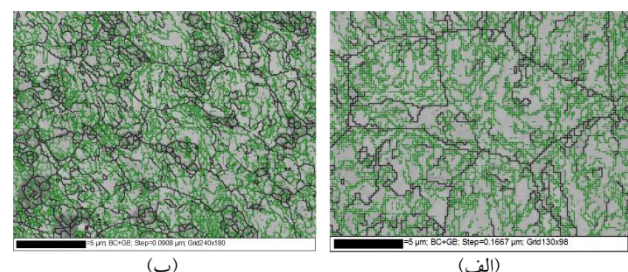 =5 µm; BC+GB; Step=0.0908 µm; Grid240x180
=5 µm; BC+GB; Step=0.1667 µm; Grid130x98
(ب)
(الف)